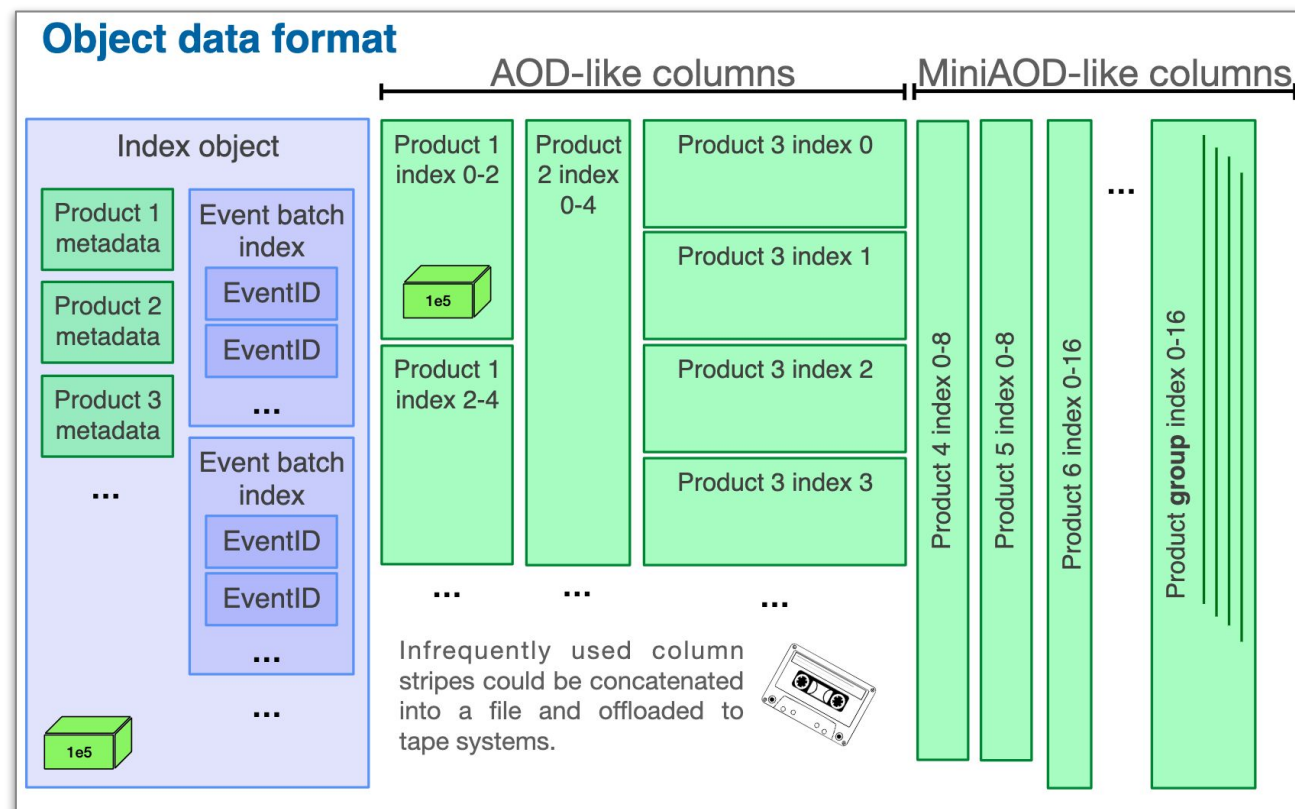 Object data format
AOD-like columns
MiniAOD-like columns
Index object
Product 1
metadata
Product 2
metadata
Product 3
metadata
...
Event batch
index
EventID
EventID
...
Event batch
index
EventID
EventID
...
...
1e5
Product 1
index 0-2
1e5
Product 1
index 2-4
...
Product
2 index
0-4
...
Product 3 index 0
Product 3 index 1
Product 3 index 2
Product 3 index 3
...
Product 4 index 0-8
Product 5 index 0-8
Product 6 index 0-16
...
Product group index 0-16
Infrequently used column
stripes could be concatenated
into a file and offloaded to
tape systems.